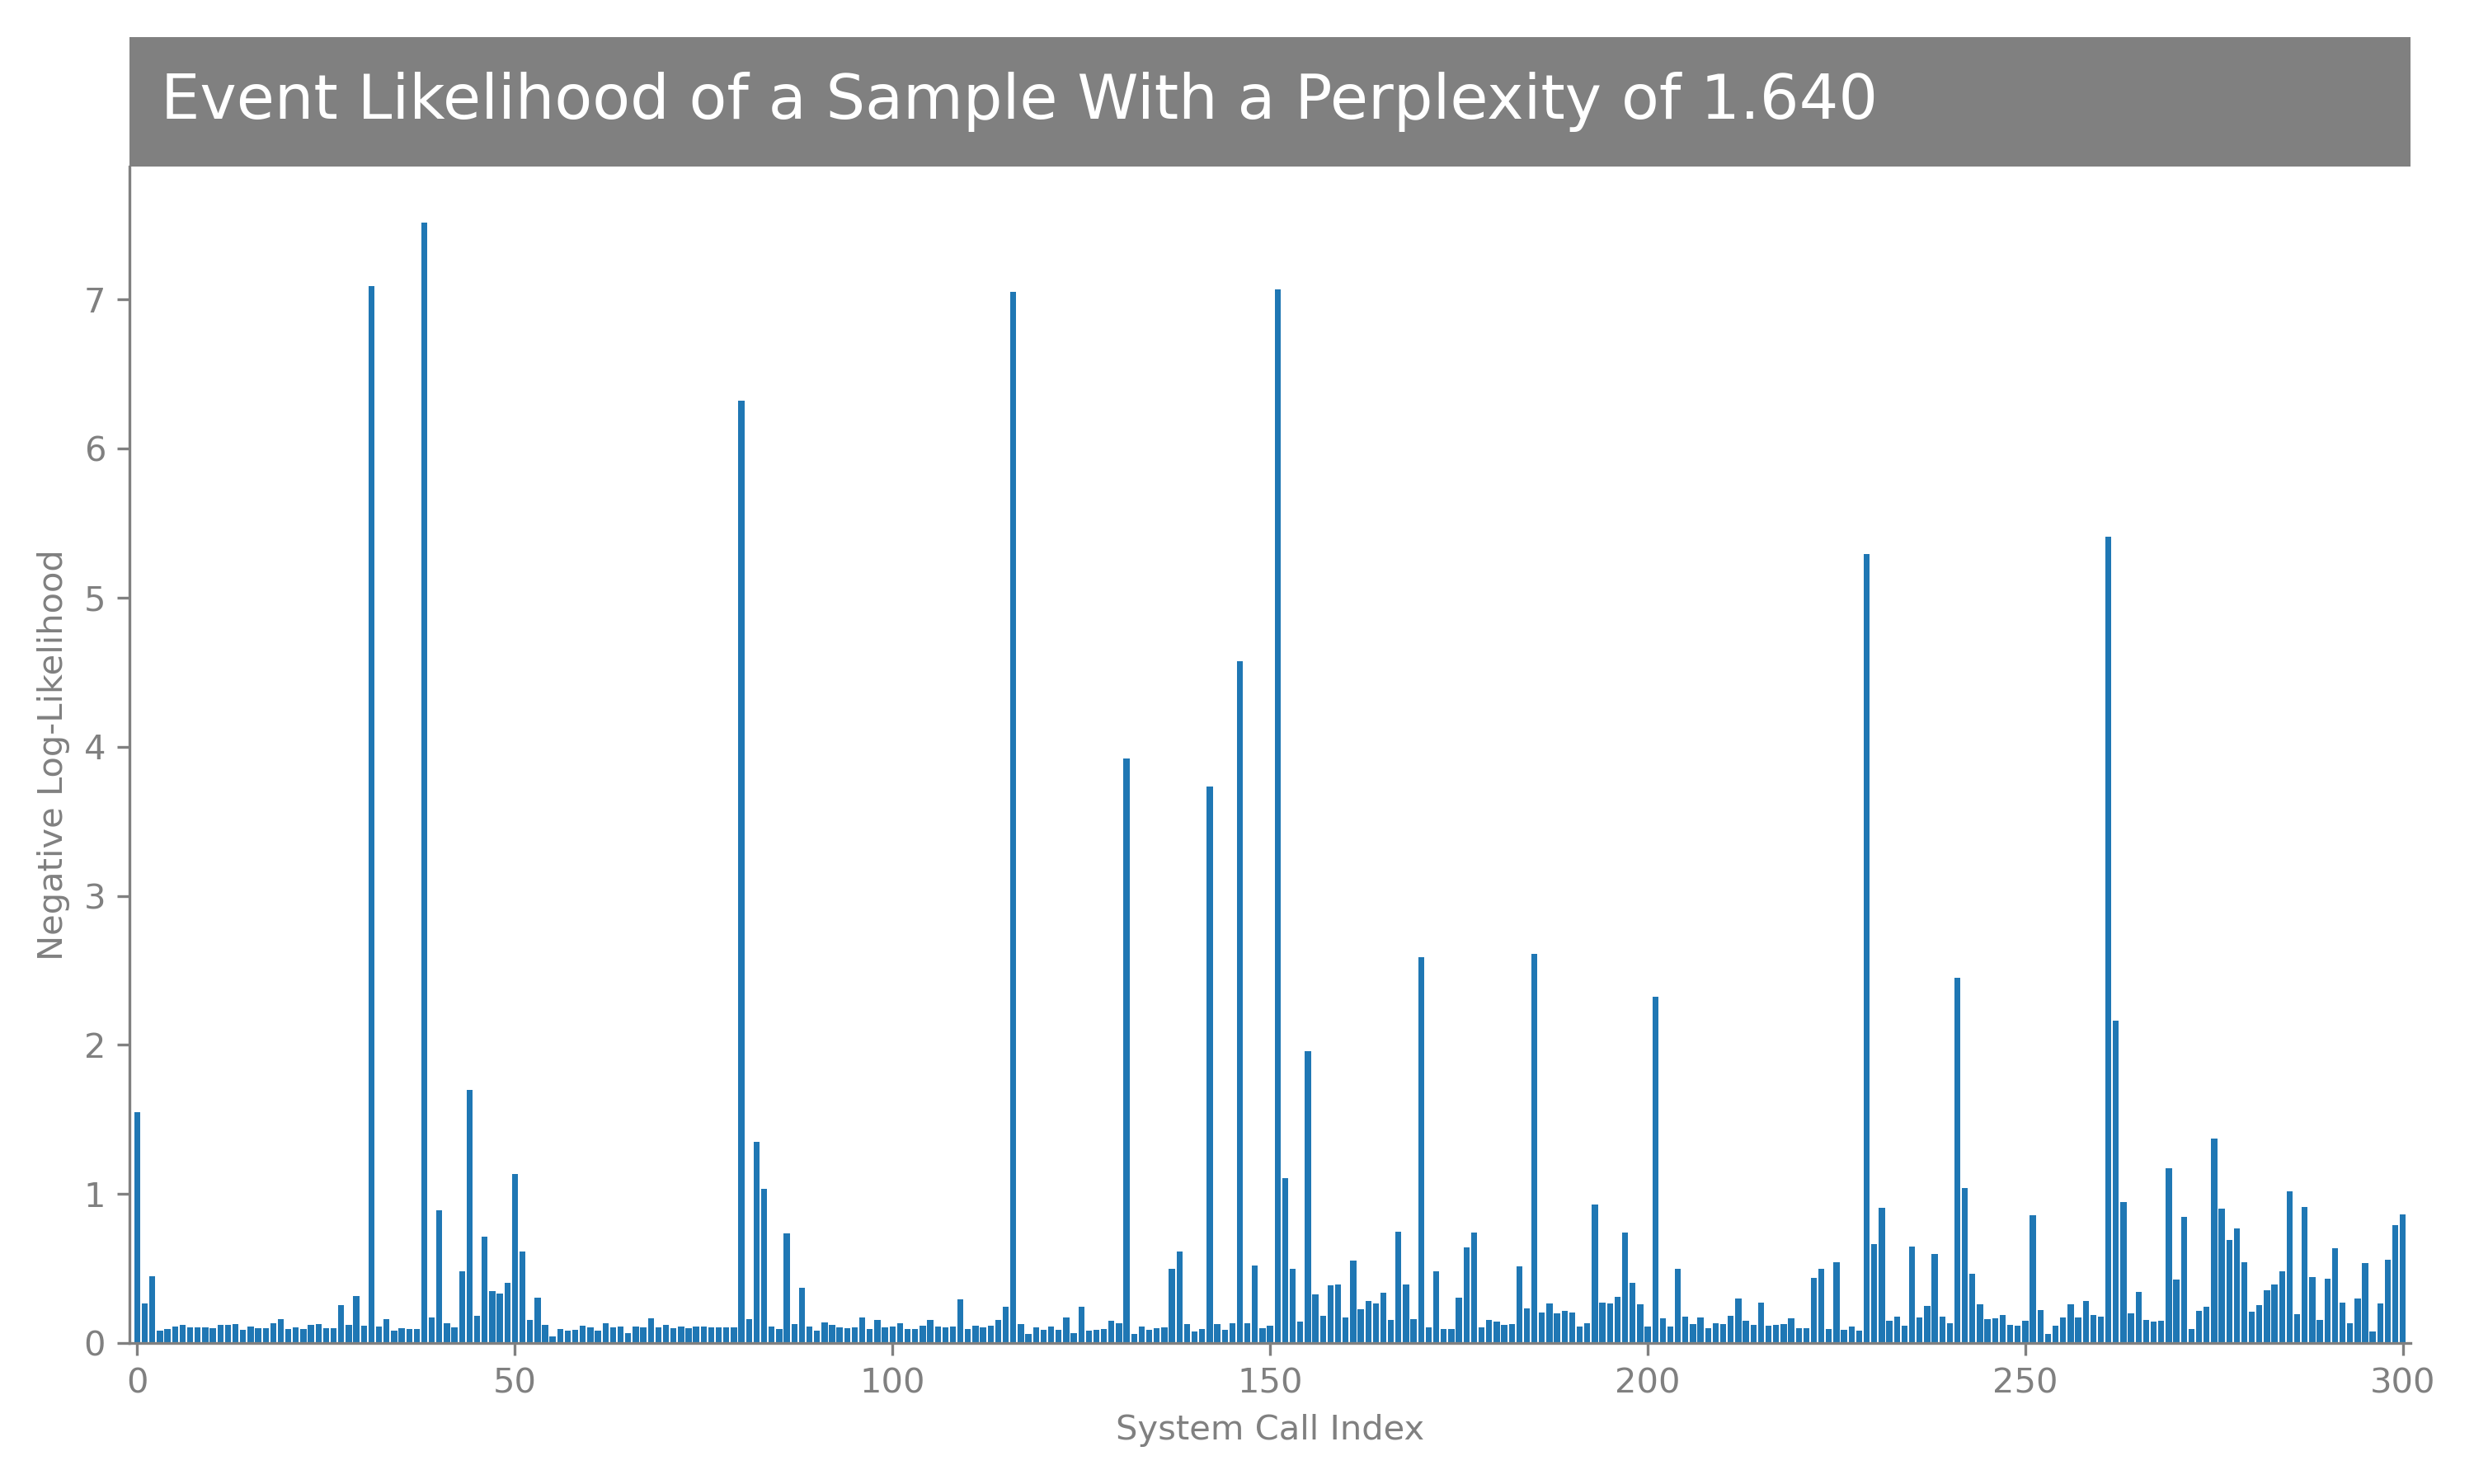 Event Likelihood of a Sample With a Perplexity of 1.640
Negative Log-Likelihood
7
6
5
4
3
2
1
0
0 50 100 150 200 250 300
System Call Index